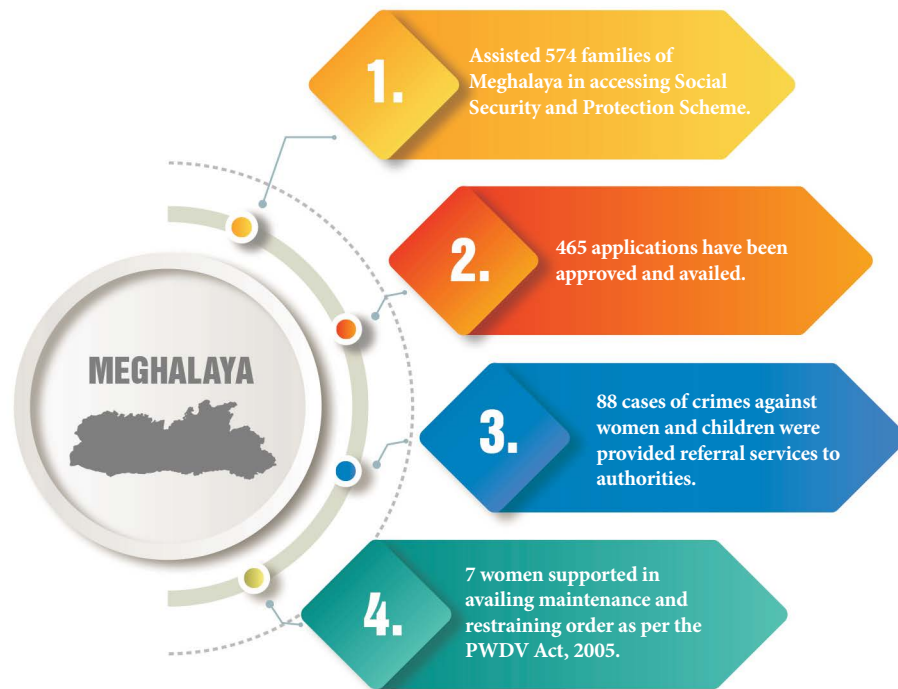 1.
Assisted 574 families of
Meghalaya in accessing Social
Security and Protection Scheme.
2.
465 applications have been
approved and availed.
MEGHALAYA
3.
88 cases of crimes against
women and children were
provided referral services to
authorities.
4.
7 women supported in
availing maintenance and
restraining order as per the
PWDV Act, 2005.